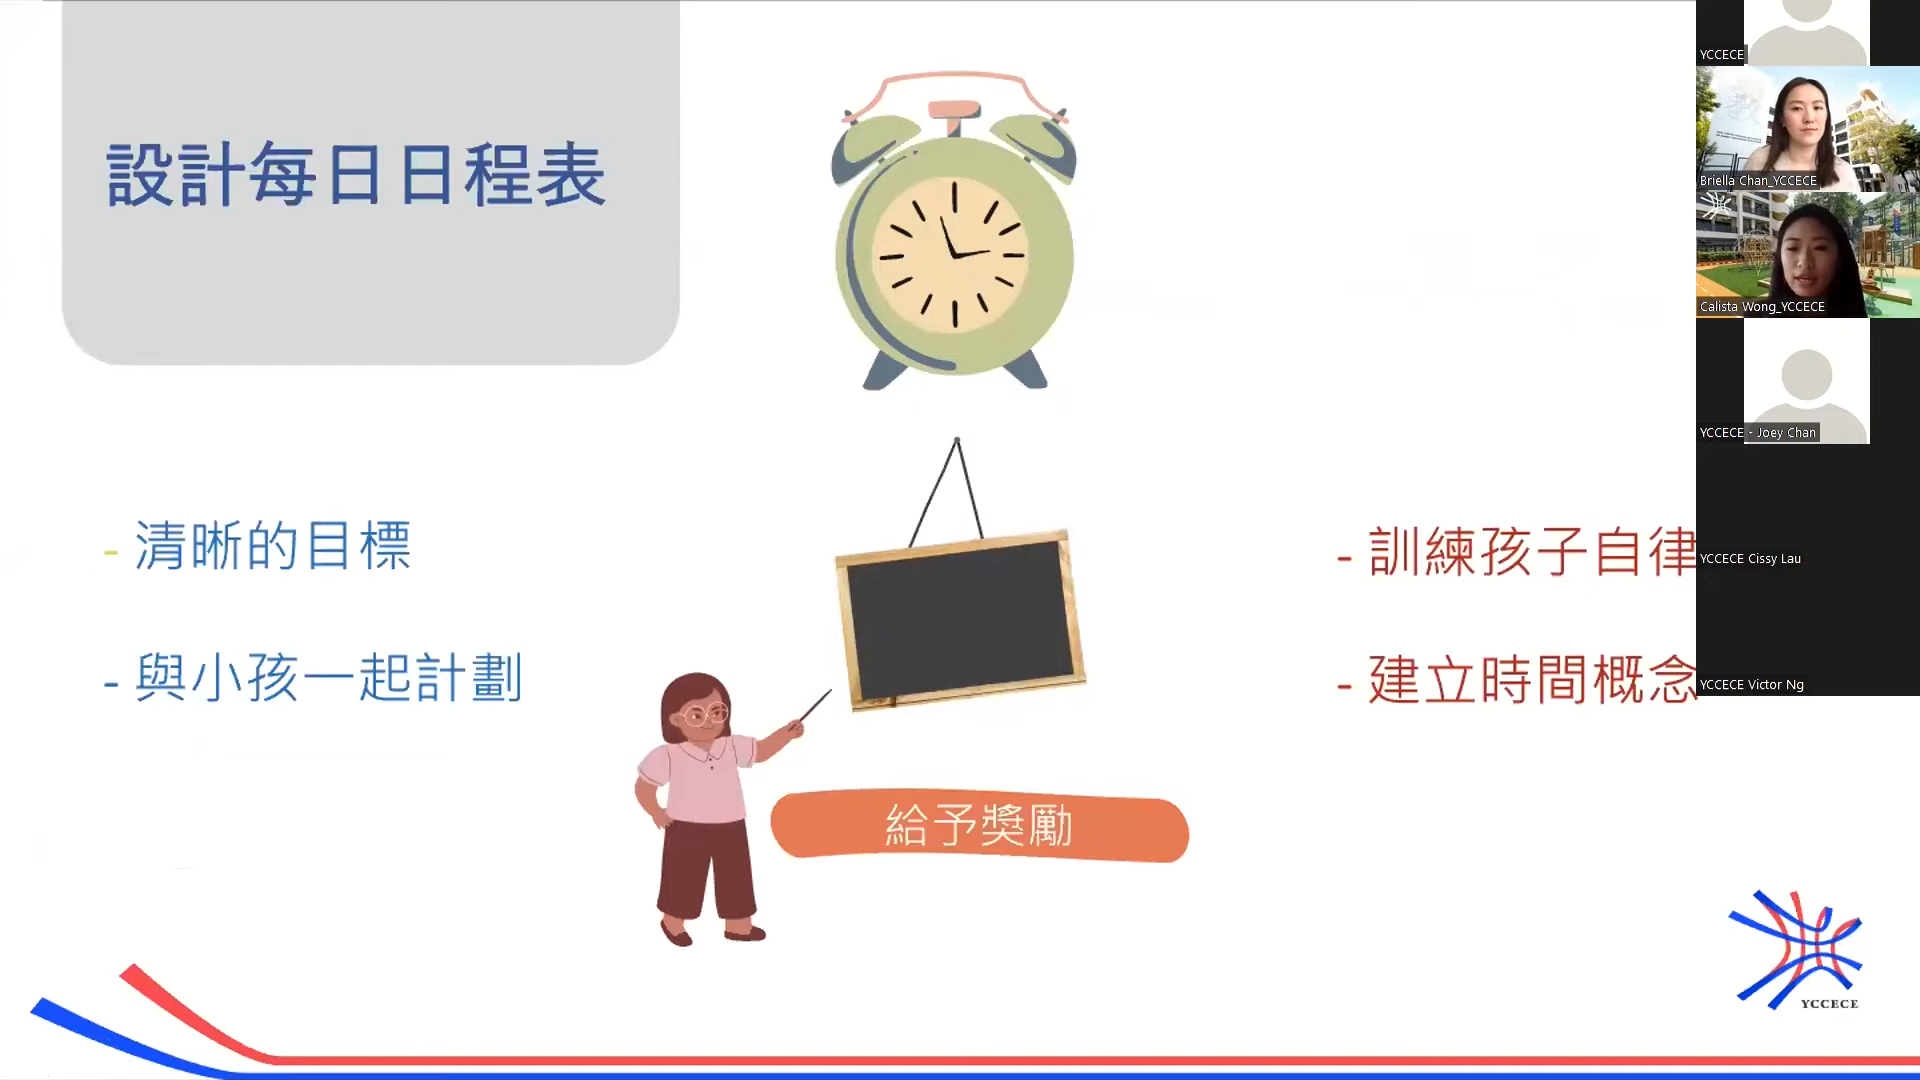 設計每日日程表
- 清晰的目標
- 與小孩一起計劃
- 訓練孩子自律
- 建立時間概念
給予獎勵
YCCECE
YCCECE
Briella Chan_YCCECE
Calista Wong_YCCECE
YCCECE - Joey Chan
YCCECE Cissy Lau
YCCECE Victor Ng